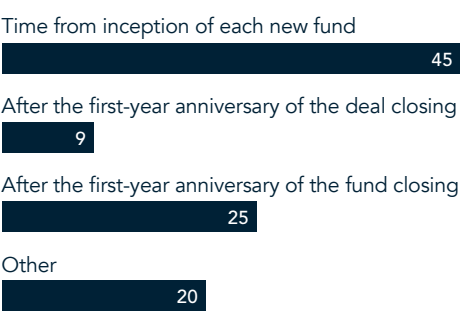 Time from inception of each new fund
45
After the first-year anniversary of the deal closing
9
After the first-year anniversary of the fund closing
25
Other
20